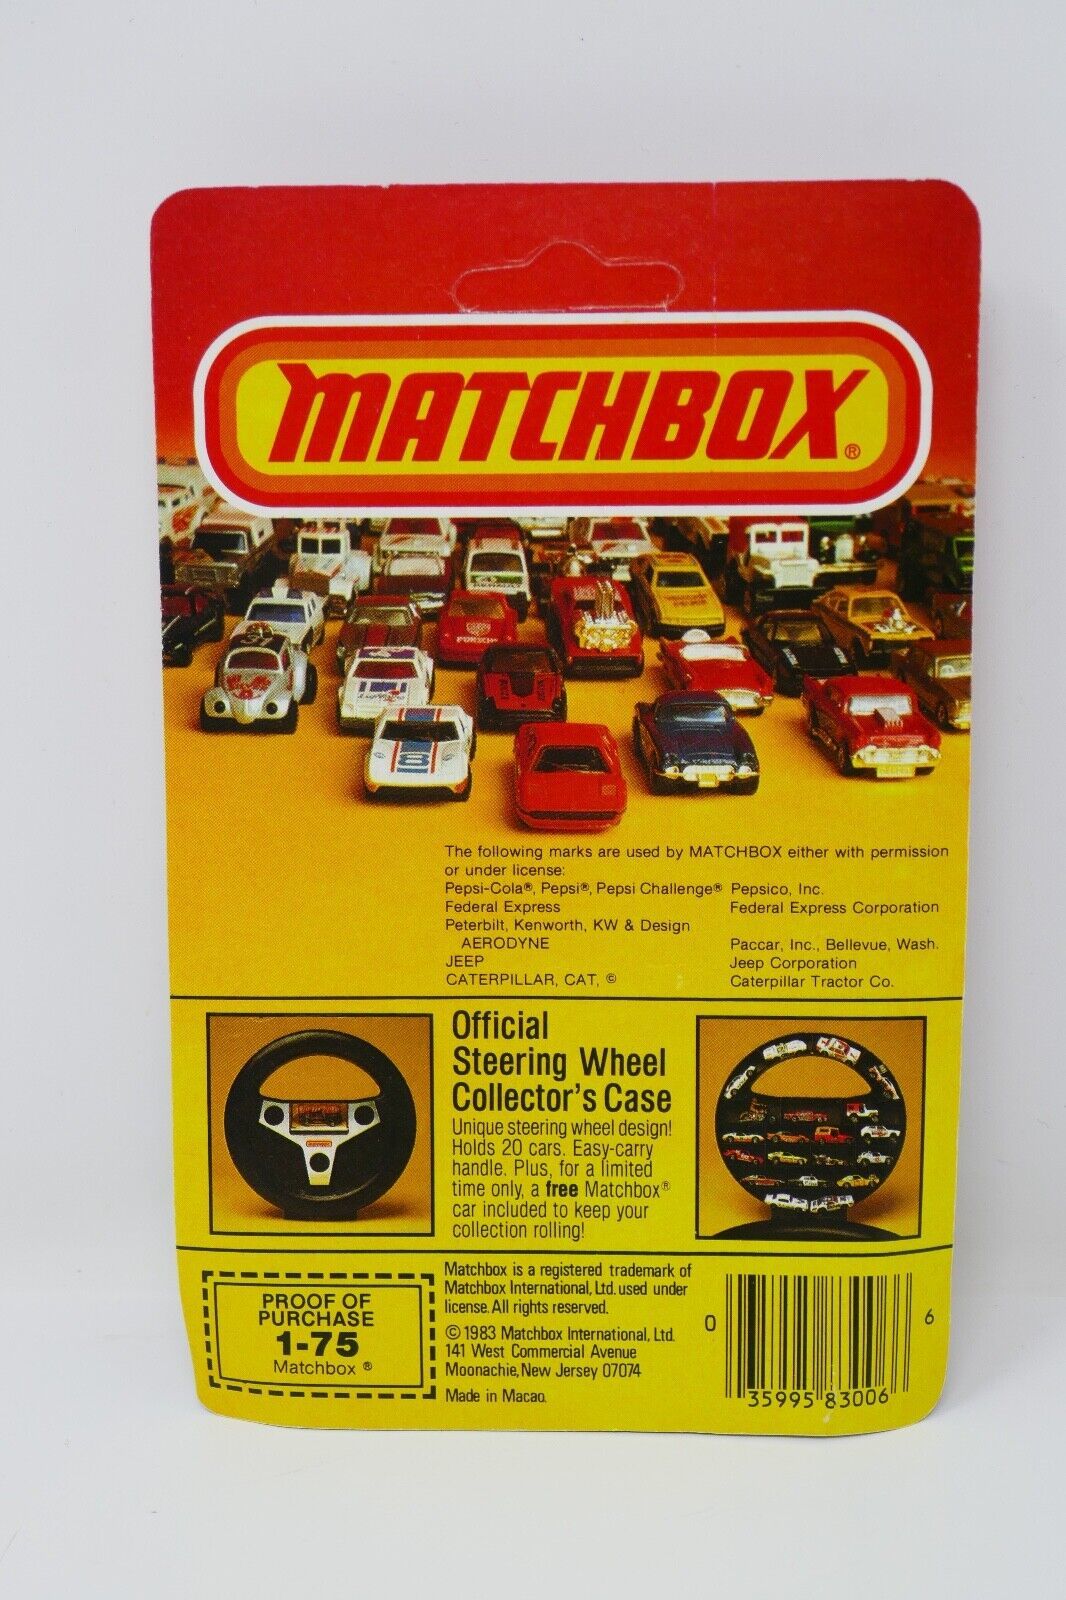 MATCHBOX®
PORSCHE
8
The following marks are used by MATCHBOX either with permission
or under license:
Pepsi-Cola®, Pepsi®, Pepsi Challenge® Pepsico, Inc.
Federal Express Federal Express Corporation
Peterbilt, Kenworth, KW & Design
AERODYNE Paccar, Inc., Bellevue, Wash.
JEEP Jeep Corporation
CATERPILLAR, CAT, © Caterpillar Tractor Co.
Official
Steering Wheel
Collector's Case
Unique steering wheel design!
Holds 20 cars. Easy-carry
handle. Plus, for a limited
time only, a free Matchbox®
car included to keep your
collection rolling!
PROOF OF
PURCHASE
1-75
Matchbox ®
Matchbox is a registered trademark of
Matchbox International, Ltd. used under
license. All rights reserved.
© 1983 Matchbox International, Ltd.
141 West Commercial Avenue
Moonachie, New Jersey 07074
Made in Macao.
0 35995 83006 6